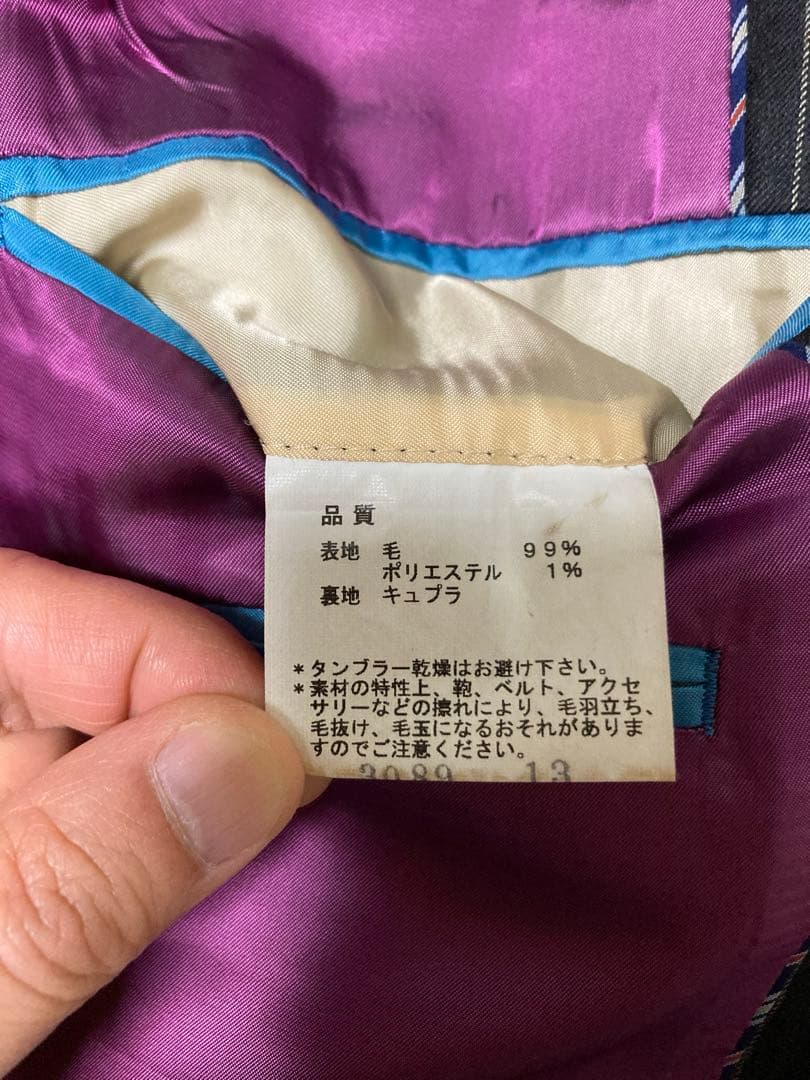 品質
表地 毛 99%
ポリエステル 1%
裏地 キュプラ
*タンブラー乾燥はお避け下さい。
*素材の特性上、鞄、ベルト、アクセ
サリーなどの擦れにより、毛羽立ち、
毛抜け、毛玉になるおそれがありま
すのでご注意ください。
3089 13